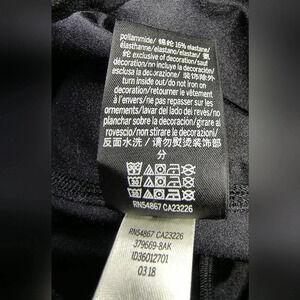 poliammide/锦纶 16% elastane/
élasthanne/elastano/elastan/氨
纶 exclusive of decoration/sauf
décoration/no incluye la decoración/
esclusa la decorazione/ 装饰除外
turn inside out/ do not iron on
decoration/retourner le vêtement
à l'envers/ne pas repasser sur les
ornements/lavar del lado del revés/no
planchar sobre la decoración/girare al
rovescio/non stirare le decorazioni/
反面水洗/请勿熨烫装饰部
分
RN54867 CA23226
RN54867 CA23226
379669-8AK
ID36012701
03 18